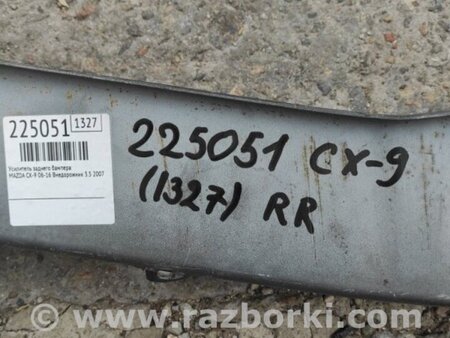 225051 1327
Усилитель заднего бампера
MAZDA CX-9 06-16 Внедорожник 3.5 2007
225051 CX-9
(1327) RR
www.razborki.com